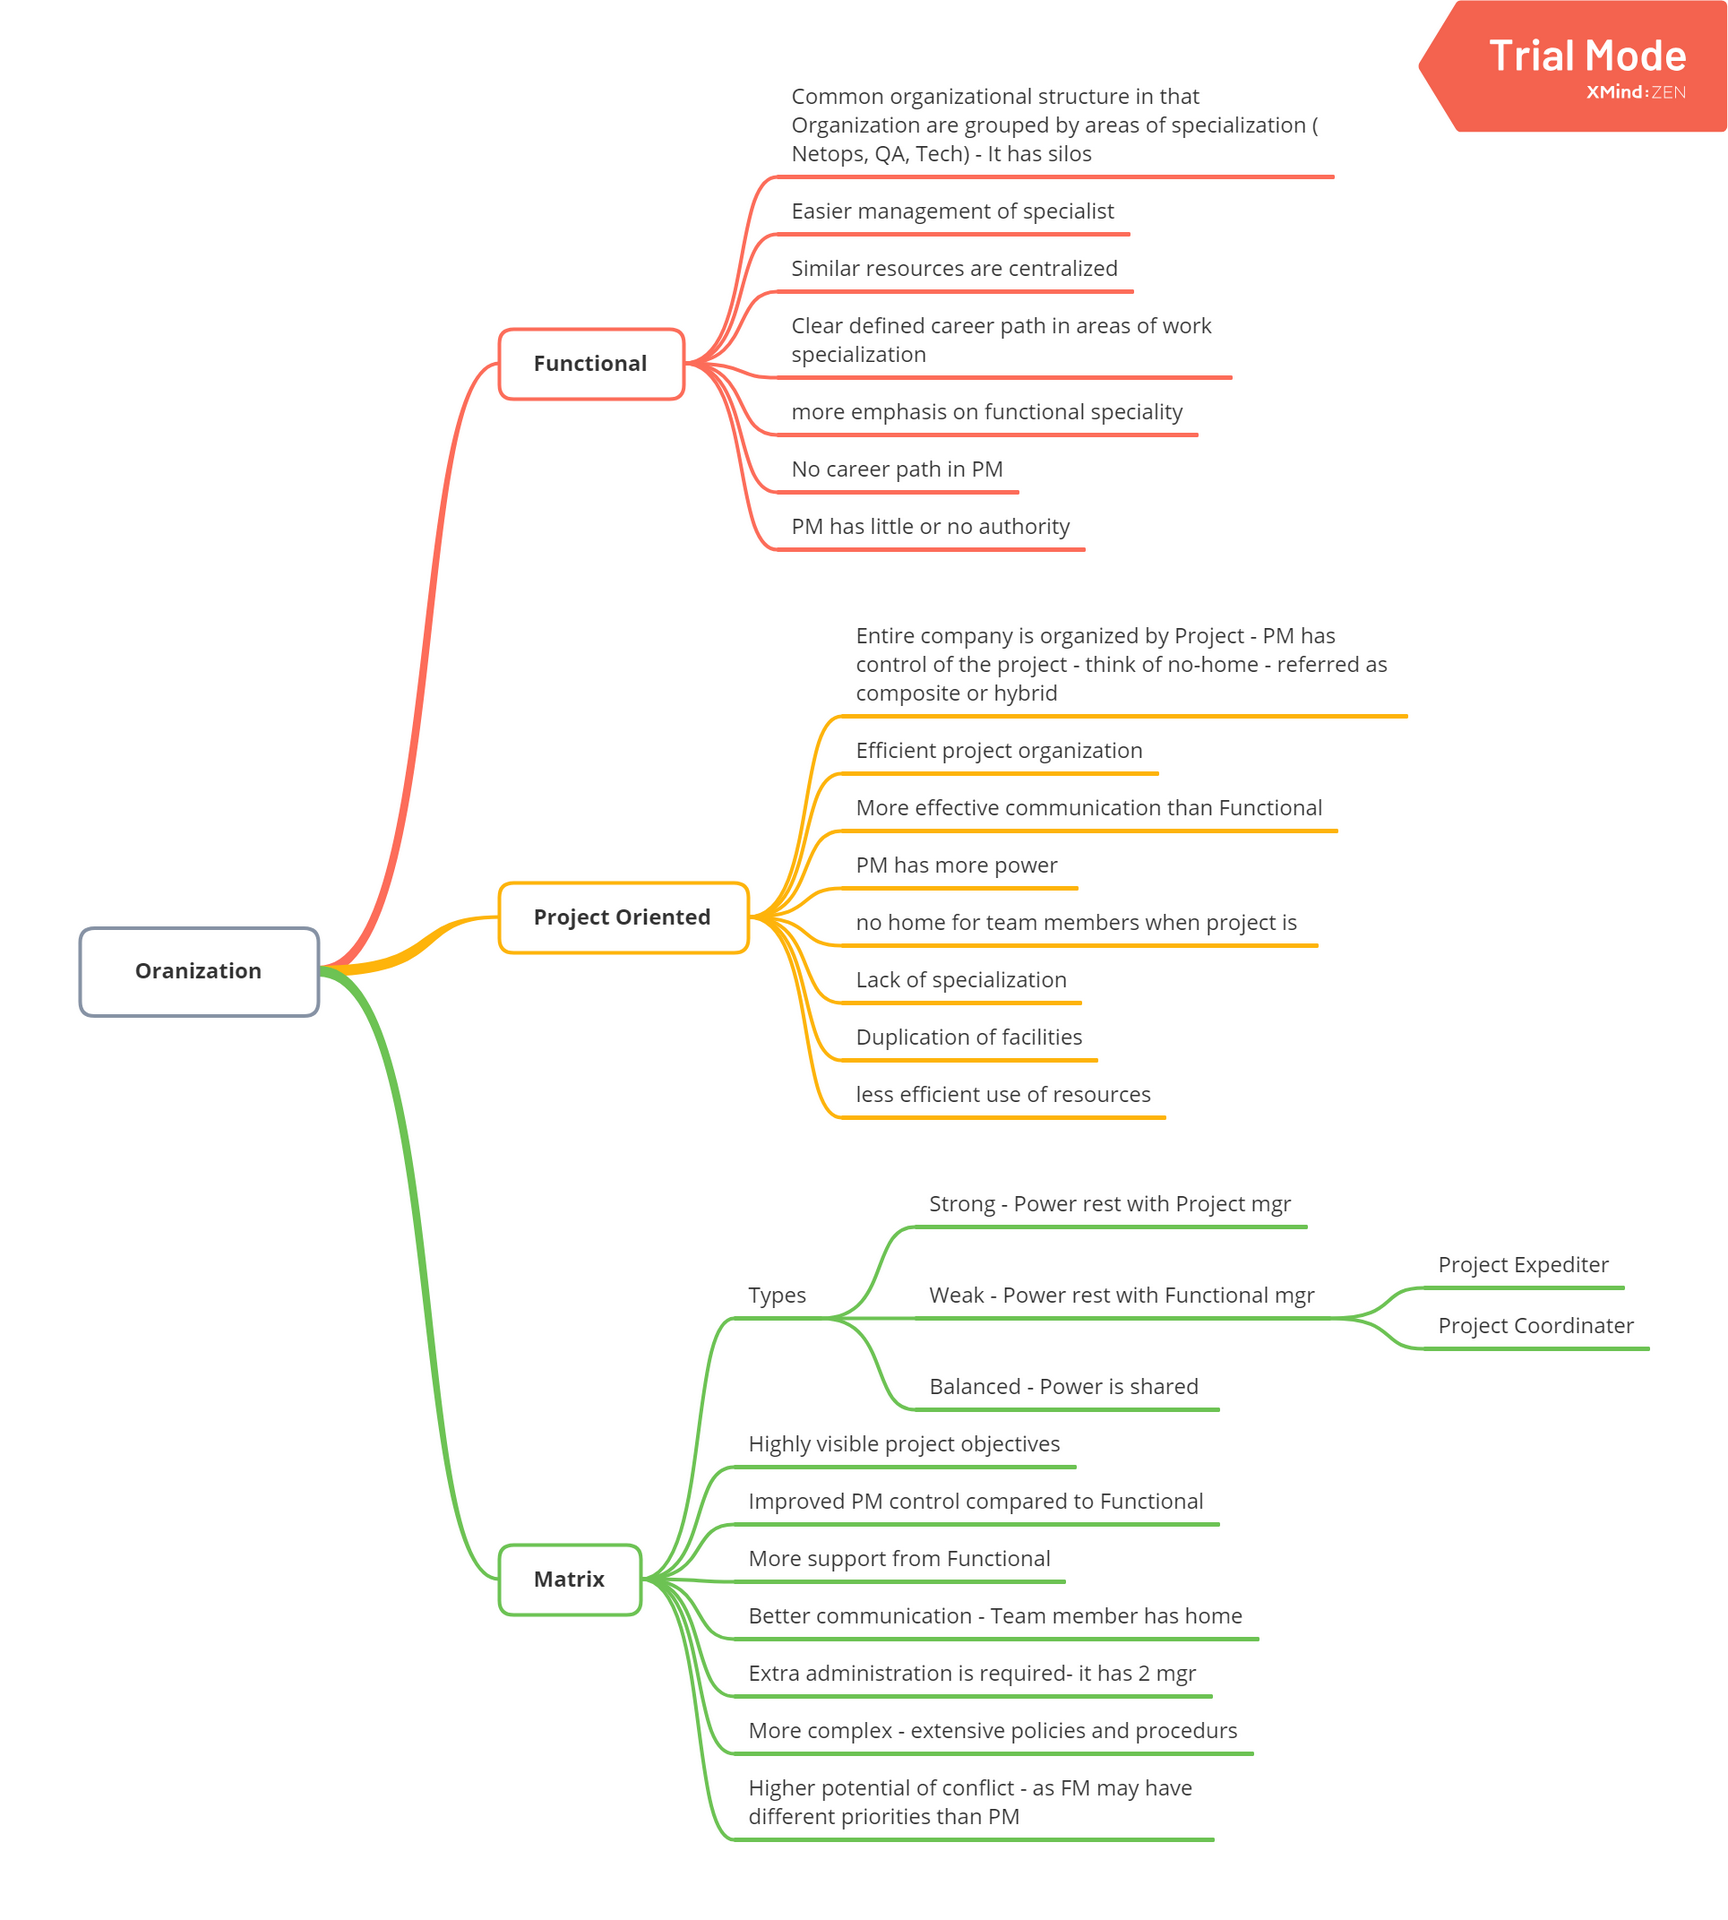 Trial Mode
XMind:ZEN
Common organizational structure in that
Organization are grouped by areas of specialization (
Netops, QA, Tech) - It has silos
Easier management of specialist
Similar resources are centralized
Clear defined career path in areas of work
specialization
Functional
more emphasis on functional speciality
No career path in PM
PM has little or no authority
Entire company is organized by Project - PM has
control of the project - think of no-home - referred as
composite or hybrid
Efficient project organization
More effective communication than Functional
PM has more power
Project Oriented
no home for team members when project is
Oranization
Lack of specialization
Duplication of facilities
less efficient use of resources
Strong - Power rest with Project mgr
Types
Weak - Power rest with Functional mgr
Project Expediter
Project Coordinater
Balanced - Power is shared
Highly visible project objectives
Improved PM control compared to Functional
More support from Functional
Matrix
Better communication - Team member has home
Extra administration is required- it has 2 mgr
More complex - extensive policies and procedurs
Higher potential of conflict - as FM may have
different priorities than PM